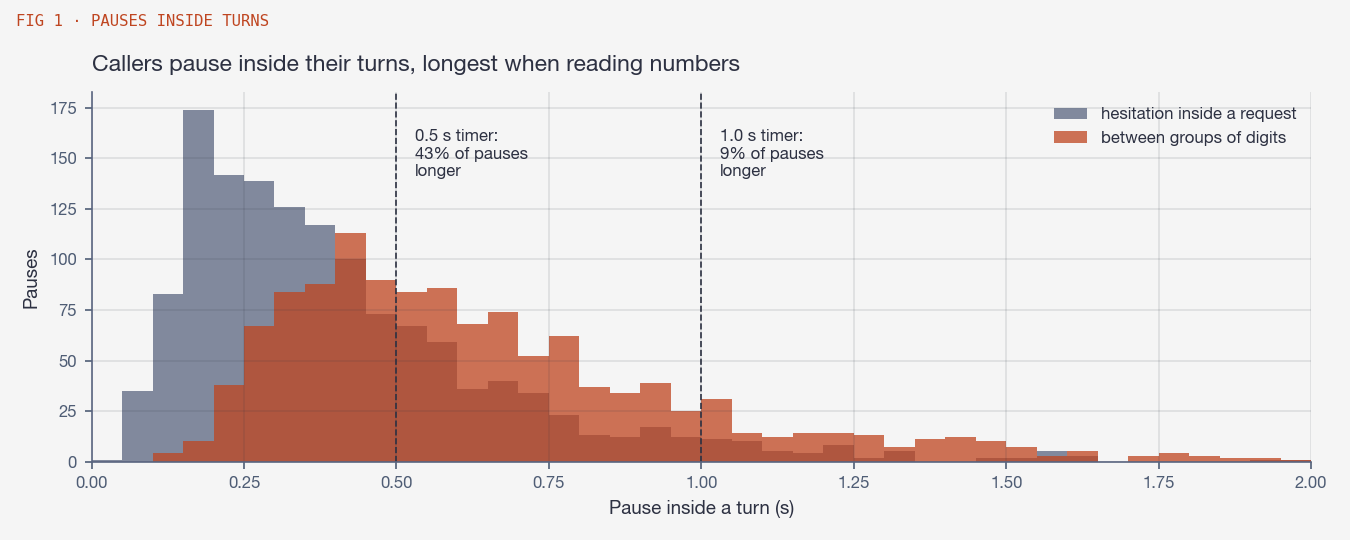 FIG 1 · PAUSES INSIDE TURNS
Callers pause inside their turns, longest when reading numbers
hesitation inside a request
between groups of digits
0.5 s timer:
43% of pauses
longer
1.0 s timer:
9% of pauses
longer
Pauses
175
150
125
100
75
50
25
0
0.00 0.25 0.50 0.75 1.00 1.25 1.50 1.75 2.00
Pause inside a turn (s)